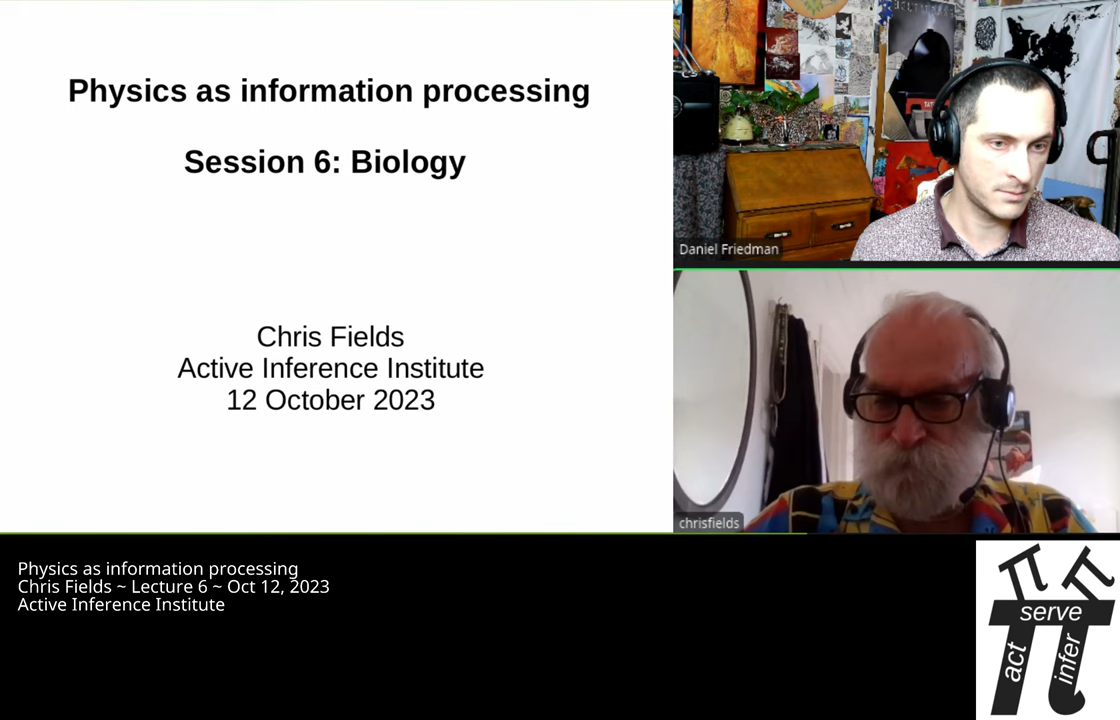 Physics as information processing
Session 6: Biology
Chris Fields
Active Inference Institute
12 October 2023
Daniel Friedman
chrisfields
Physics as information processing
Chris Fields ~ Lecture 6 ~ Oct 12, 2023
Active Inference Institute
serve
act
infer